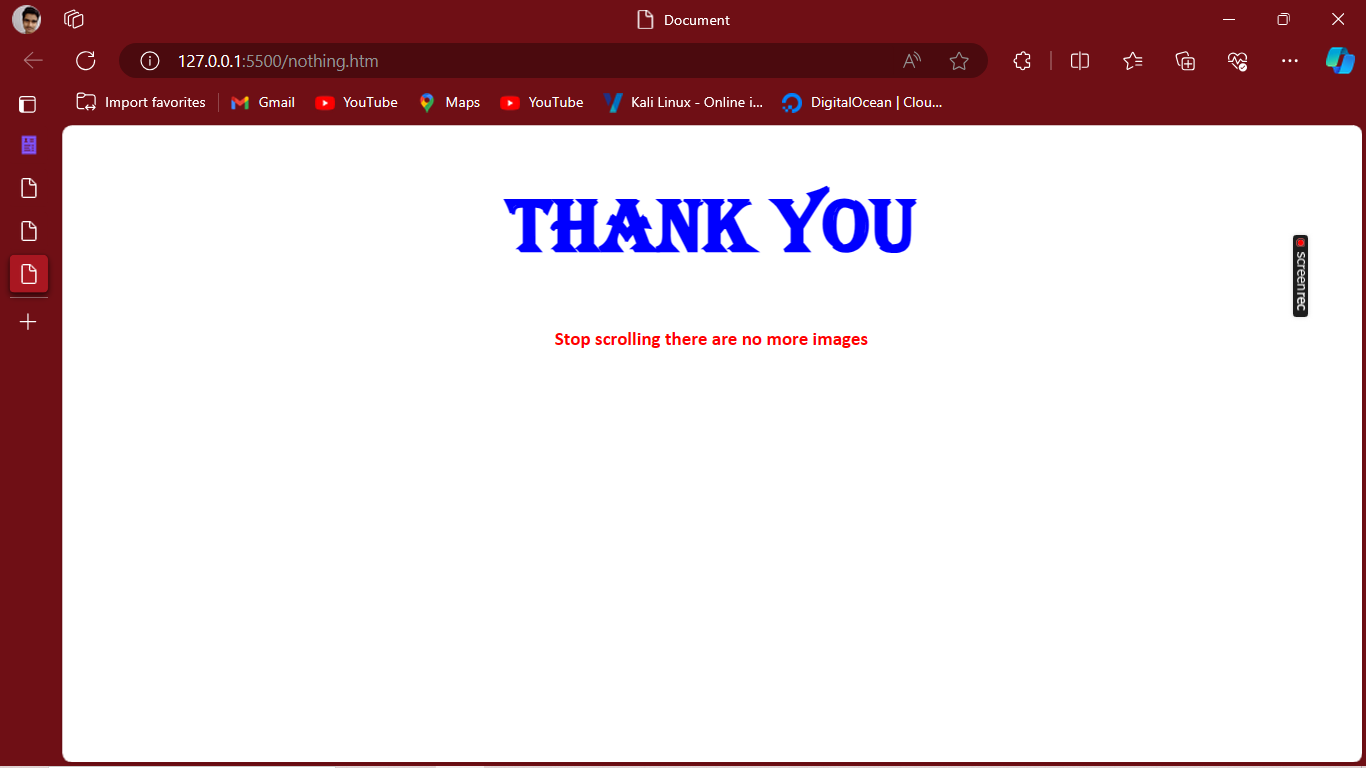 Document
127.0.0.1:5500/nothing.htm
Import favorites
Gmail
YouTube
Maps
YouTube
Kali Linux - Online i...
DigitalOcean | Clou...
THANK YOU
screenrec
Stop scrolling there are no more images